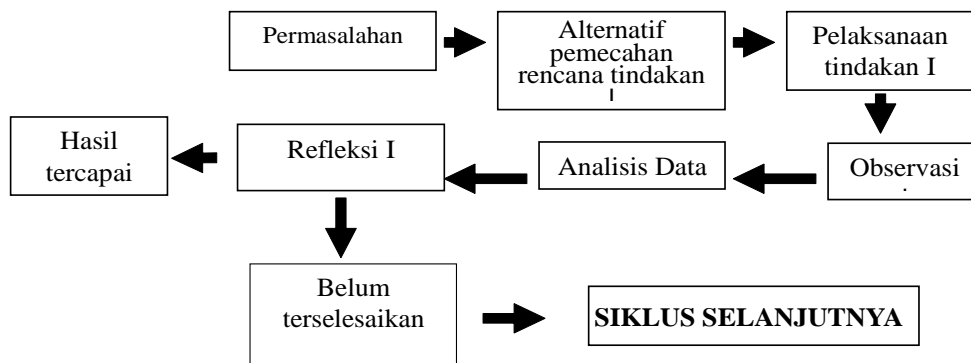 Permasalahan
Alternatif
pemecahan
rencana tindakan
I
Pelaksanaan
tindakan I
Hasil
tercapai
Refleksi I
Analisis Data
Observasi
Belum
terselesaikan
SIKLUS SELANJUTNYA